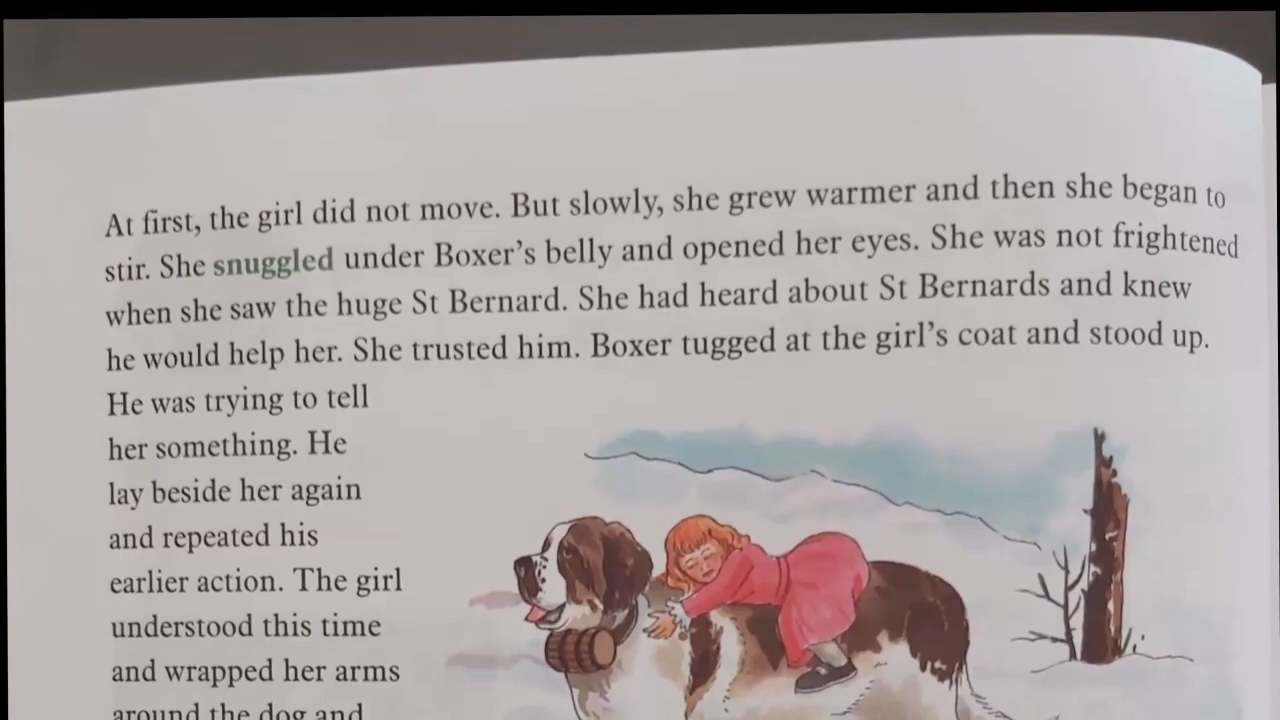 At first, the girl did not move. But slowly, she grew warmer and then she began to
stir. She snuggled under Boxer's belly and opened her eyes. She was not frightened
when she saw the huge St Bernard. She had heard about St Bernards and knew
he would help her. She trusted him. Boxer tugged at the girl's coat and stood up.
He was trying to tell
her something. He
lay beside her again
and repeated his
earlier action. The girl
understood this time
and wrapped her arms
around the dog and